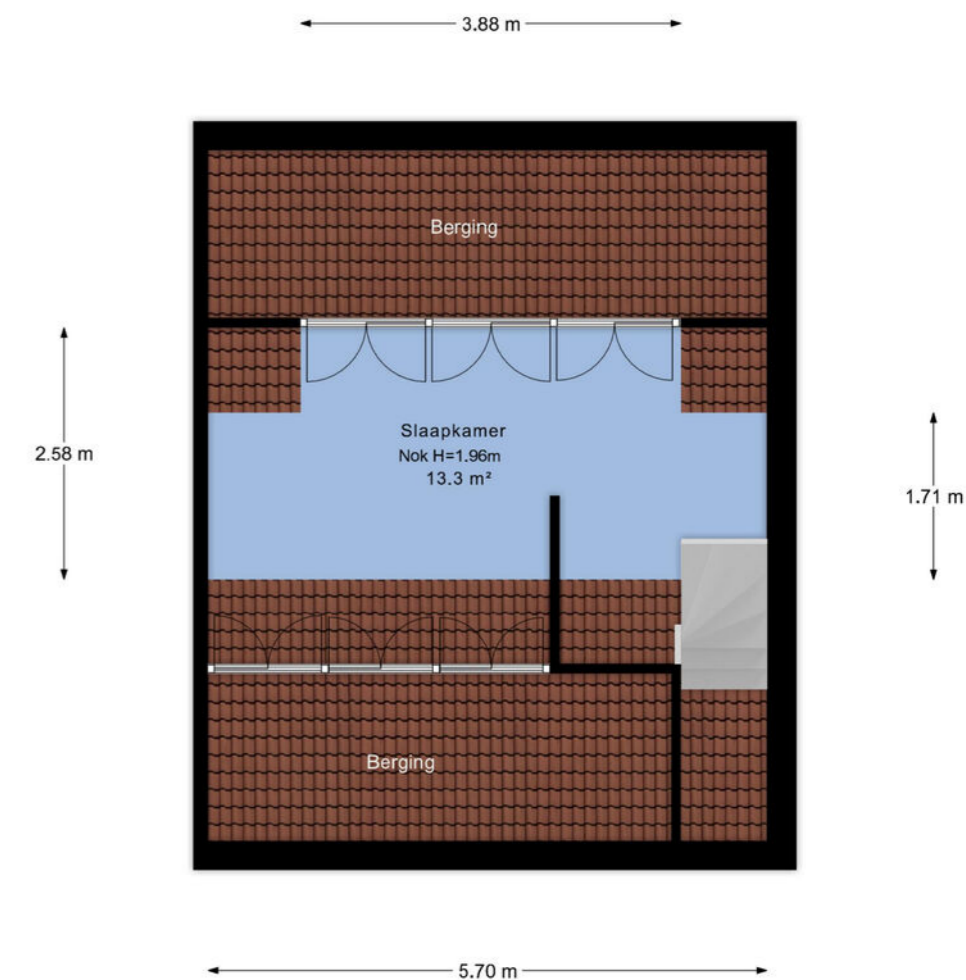 3.88 m
Berging
Slaapkamer
Nok H=1.96m
13.3 m²
2.58 m
1.71 m
Berging
5.70 m